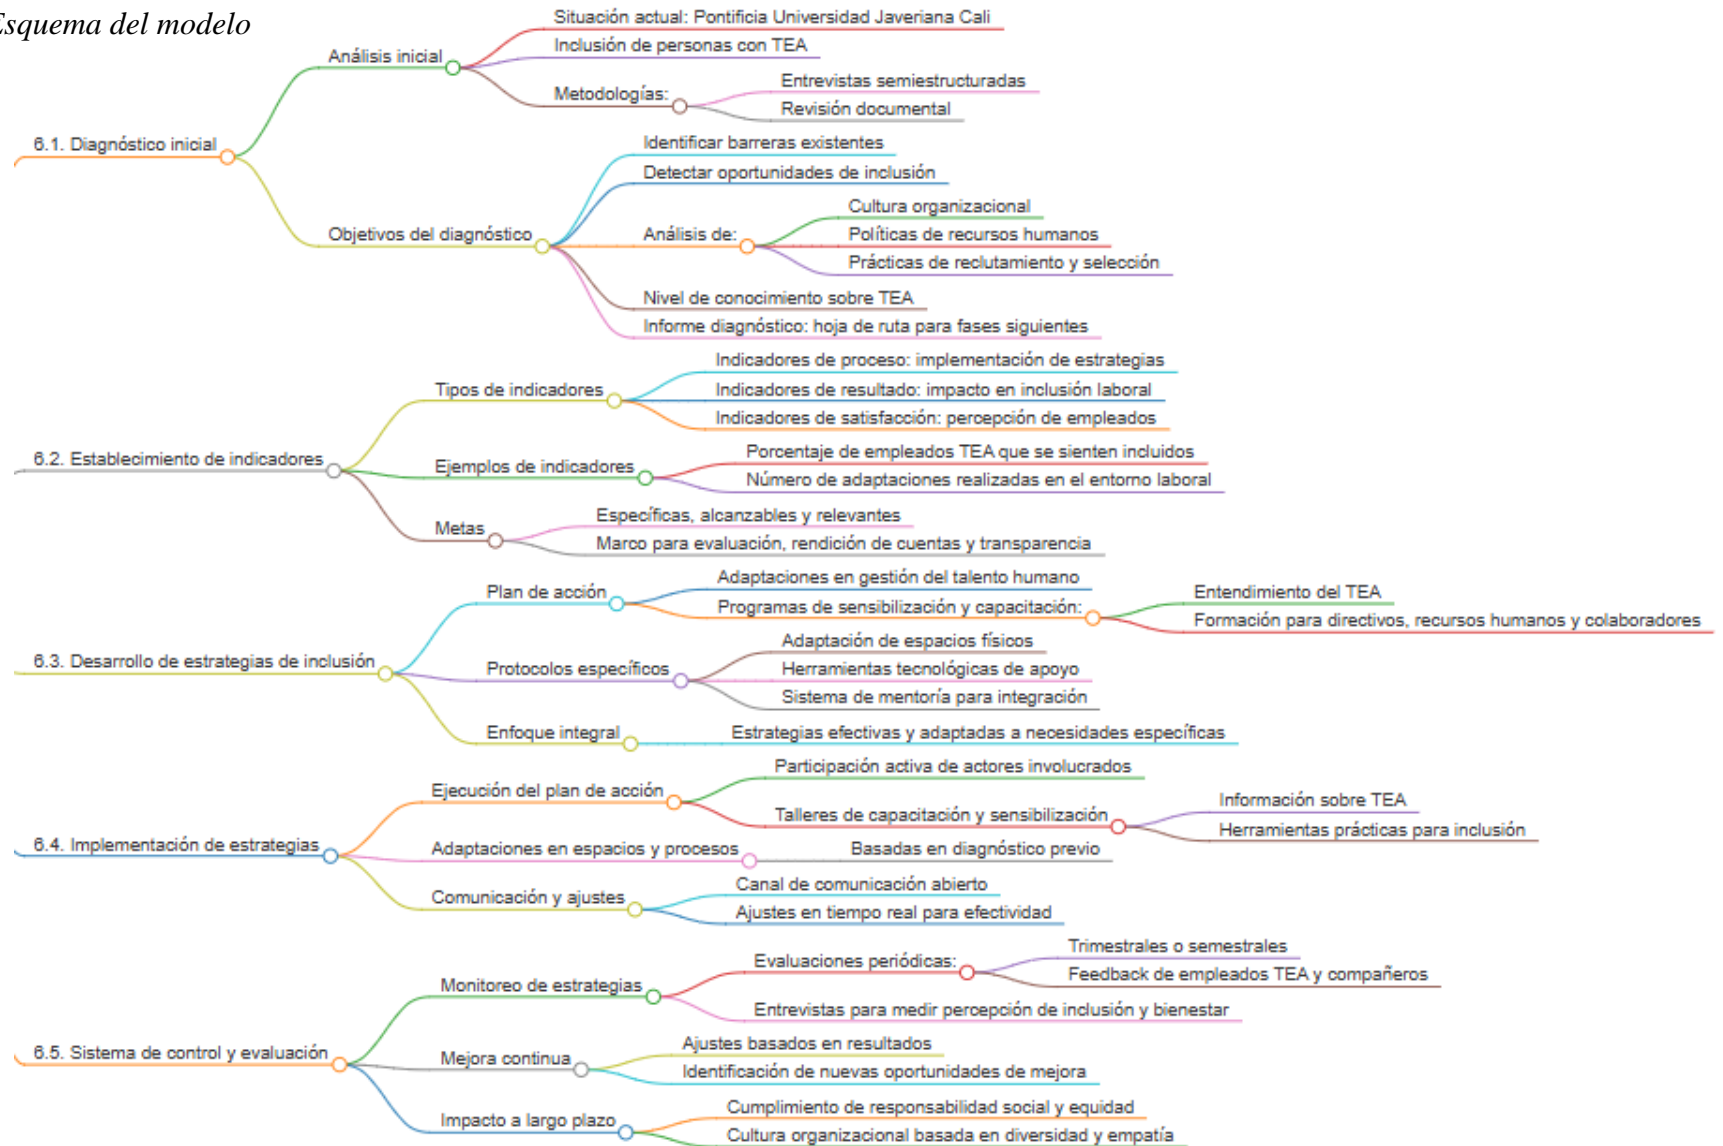 Esquema del modelo
6.1. Diagnóstico inicial
Análisis inicial
Situación actual: Pontificia Universidad Javeriana Cali
Inclusión de personas con TEA
Metodologías:
Entrevistas semiestructuradas
Revisión documental
Objetivos del diagnóstico
Identificar barreras existentes
Detectar oportunidades de inclusión
Análisis de:
Cultura organizacional
Políticas de recursos humanos
Prácticas de reclutamiento y selección
Nivel de conocimiento sobre TEA
Informe diagnóstico: hoja de ruta para fases siguientes
6.2. Establecimiento de indicadores
Tipos de indicadores
Indicadores de proceso: implementación de estrategias
Indicadores de resultado: impacto en inclusión laboral
Indicadores de satisfacción: percepción de empleados
Ejemplos de indicadores
Porcentaje de empleados TEA que se sienten incluidos
Número de adaptaciones realizadas en el entorno laboral
Metas
Específicas, alcanzables y relevantes
Marco para evaluación, rendición de cuentas y transparencia
6.3. Desarrollo de estrategias de inclusión
Plan de acción
Adaptaciones en gestión del talento humano
Programas de sensibilización y capacitación:
Entendimiento del TEA
Formación para directivos, recursos humanos y colaboradores
Protocolos específicos
Adaptación de espacios físicos
Herramientas tecnológicas de apoyo
Sistema de mentoría para integración
Enfoque integral
Estrategias efectivas y adaptadas a necesidades específicas
6.4. Implementación de estrategias
Ejecución del plan de acción
Participación activa de actores involucrados
Talleres de capacitación y sensibilización
Información sobre TEA
Herramientas prácticas para inclusión
Adaptaciones en espacios y procesos
Basadas en diagnóstico previo
Comunicación y ajustes
Canal de comunicación abierto
Ajustes en tiempo real para efectividad
6.5. Sistema de control y evaluación
Monitoreo de estrategias
Evaluaciones periódicas:
Trimestrales o semestrales
Feedback de empleados TEA y compañeros
Entrevistas para medir percepción de inclusión y bienestar
Mejora continua
Ajustes basados en resultados
Identificación de nuevas oportunidades de mejora
Impacto a largo plazo
Cumplimiento de responsabilidad social y equidad
Cultura organizacional basada en diversidad y empatía